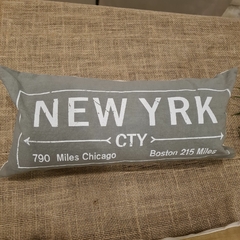 NEW YRK
CTY
790 Miles Chicago Boston 215 Miles